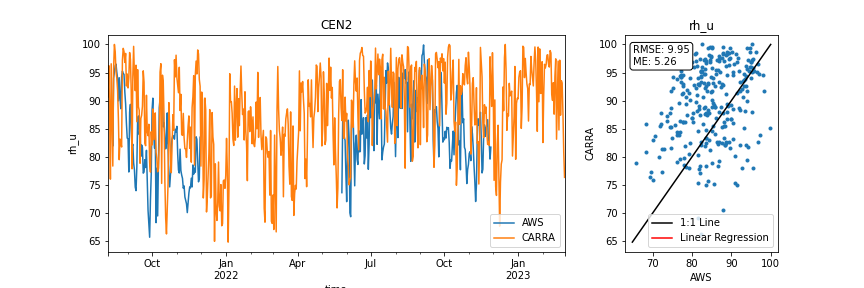 CEN2
rh_u
100
95
90
85
80
75
70
65
rh_u
AWS
CARRA
Oct
Jan
2022
Apr
Jul
Oct
Jan
2023
time
rh_u
RMSE: 9.95
ME: 5.26
100
95
90
85
80
75
70
65
CARRA
1:1 Line
Linear Regression
70
80
90
100
AWS